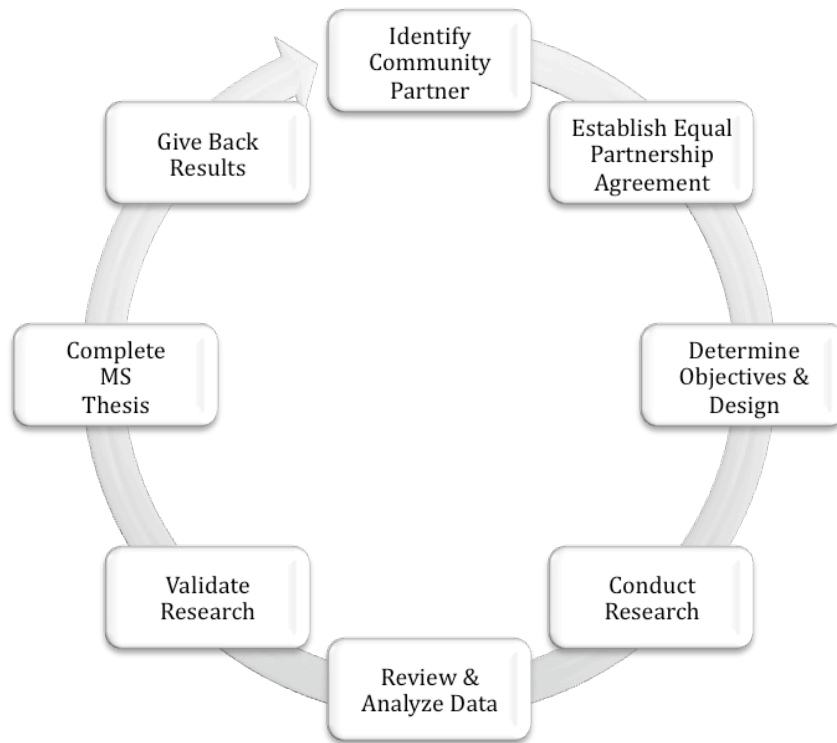 Identify
Community
Partner
Establish Equal
Partnership
Agreement
Determine
Objectives &
Design
Conduct
Research
Review &
Analyze Data
Validate
Research
Complete
MS
Thesis
Give Back
Results